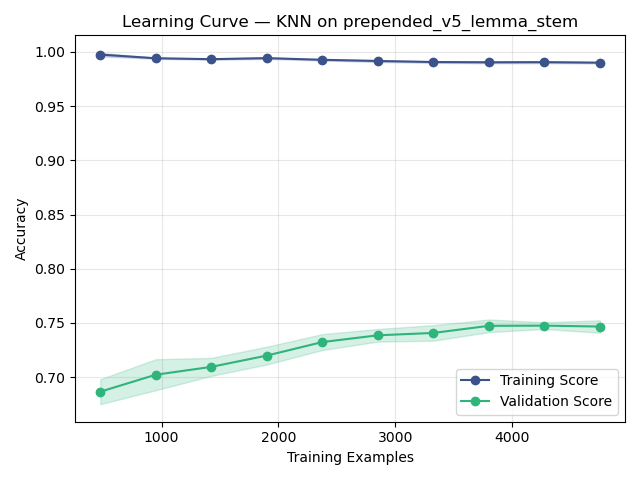 Learning Curve — KNN on prepended_v5_lemma_stem
1.00
0.95
0.90
0.85
0.80
0.75
0.70
Accuracy
1000 2000 3000 4000
Training Examples
Training Score
Validation Score